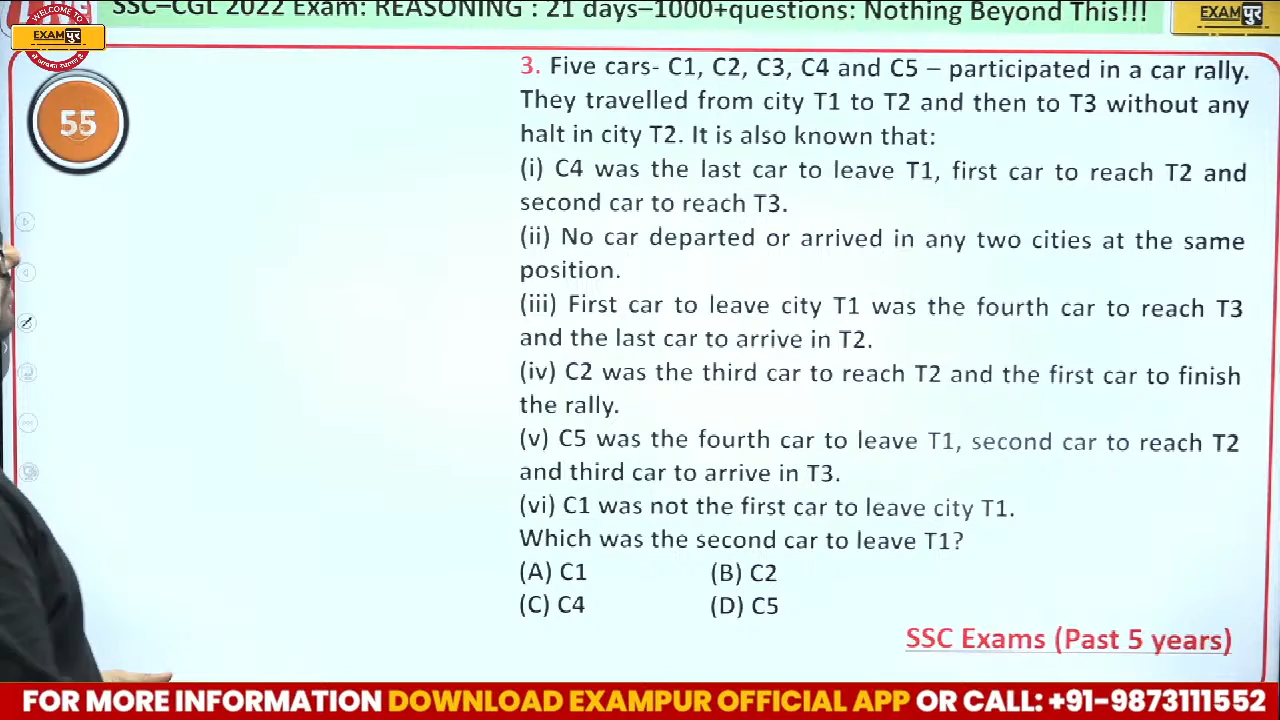 SSC–CGL 2022 Exam: REASONING : 21 days–1000+questions: Nothing Beyond This!!!
WELCOME TO
EXAMपुर
EXAMपुर
55
3. Five cars- C1, C2, C3, C4 and C5 – participated in a car rally.
They travelled from city T1 to T2 and then to T3 without any
halt in city T2. It is also known that:
(i) C4 was the last car to leave T1, first car to reach T2 and
second car to reach T3.
(ii) No car departed or arrived in any two cities at the same
position.
(iii) First car to leave city T1 was the fourth car to reach T3
and the last car to arrive in T2.
(iv) C2 was the third car to reach T2 and the first car to finish
the rally.
(v) C5 was the fourth car to leave T1, second car to reach T2
and third car to arrive in T3.
(vi) C1 was not the first car to leave city T1.
Which was the second car to leave T1?
(A) C1 (B) C2
(C) C4 (D) C5
SSC Exams (Past 5 years)
FOR MORE INFORMATION DOWNLOAD EXAMPUR OFFICIAL APP OR CALL: +91-9873111552